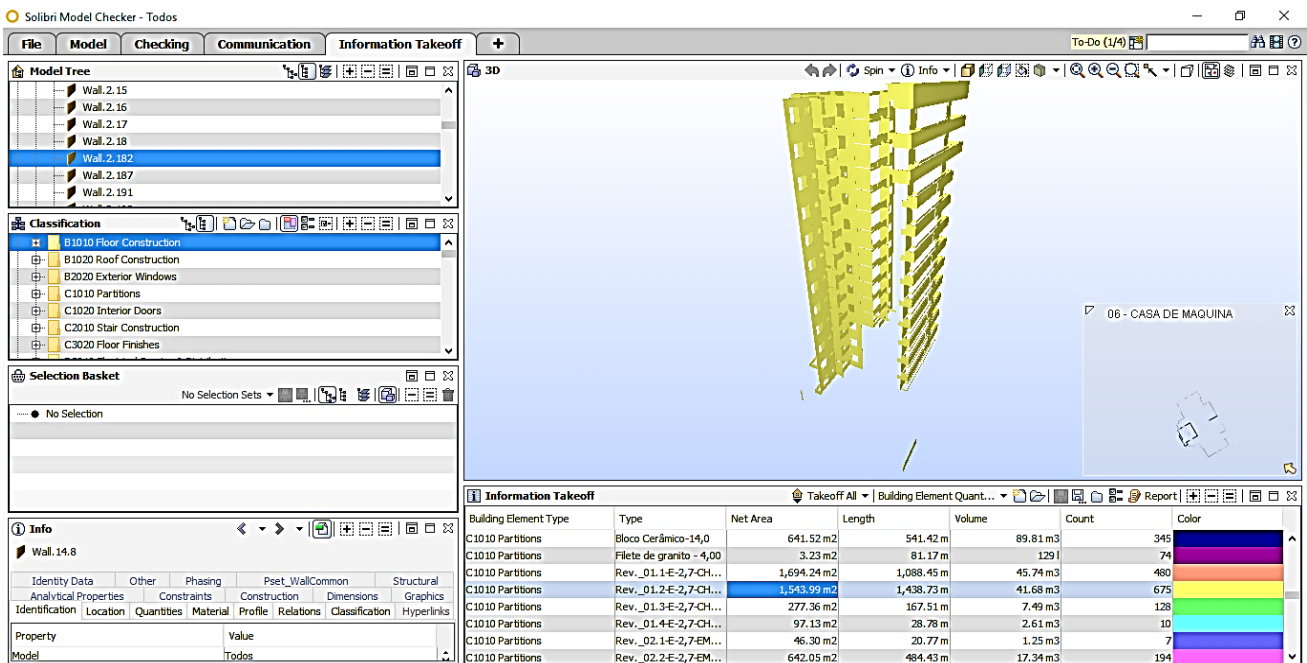 Solibri Model Checker - Todos
File Model Checking Communication Information Takeoff +
To-Do (1/4)
Model Tree
Wall.2.15
Wall.2.16
Wall.2.17
Wall.2.18
Wall.2.182
Wall.2.187
Wall.2.191
Classification
B1010 Floor Construction
B1020 Roof Construction
B2020 Exterior Windows
C1010 Partitions
C1020 Interior Doors
C2010 Stair Construction
C3020 Floor Finishes
Selection Basket
No Selection Sets
No Selection
Info
Wall.14.8
Identity Data Other Phasing Pset_WallCommon Structural
Analytical Properties Constraints Construction Dimensions Graphics
Identification Location Quantities Material Profile Relations Classification Hyperlinks
Property Value
Model Todos
3D
Spin Info
06 - CASA DE MAQUINA
Information Takeoff
Takeoff All Building Element Quant... Report
Building Element Type Type Net Area Length Volume Count Color
C1010 Partitions Bloco Cerâmico-14,0 641.52 m2 541.42 m 89.81 m3 345
C1010 Partitions Filete de granito - 4,00 3.23 m2 81.17 m 129 l 74
C1010 Partitions Rev._01.1-E-2,7-CH... 1,694.24 m2 1,088.45 m 45.74 m3 480
C1010 Partitions Rev._01.2-E-2,7-CH... 1,543.99 m2 1,438.73 m 41.68 m3 675
C1010 Partitions Rev._01.3-E-2,7-CH... 277.36 m2 167.51 m 7.49 m3 128
C1010 Partitions Rev._01.4-E-2,7-CH... 97.13 m2 28.78 m 2.61 m3 10
C1010 Partitions Rev._02.1-E-2,7-EM... 46.30 m2 20.77 m 1.25 m3 7
C1010 Partitions Rev._02.2-E-2,7-EM... 642.05 m2 484.43 m 17.34 m3 194